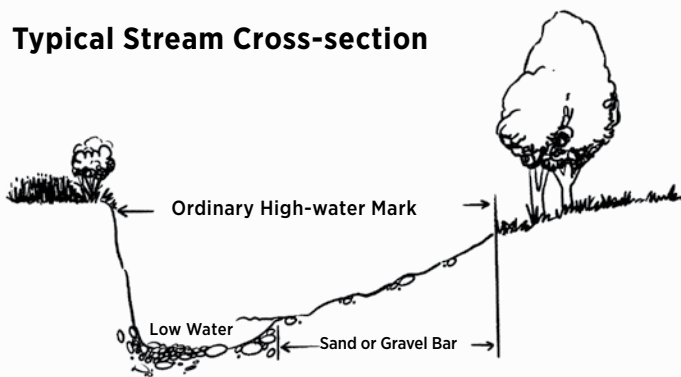 Typical Stream Cross-section
Ordinary High-water Mark
Low Water
Sand or Gravel Bar